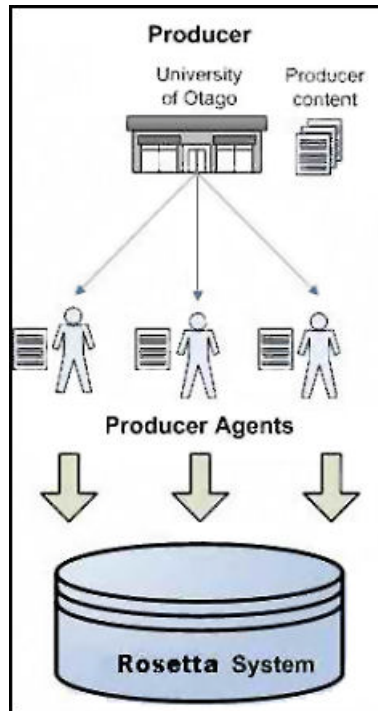 Producer
University
of Otago
Producer
content
Producer Agents
Rosetta System